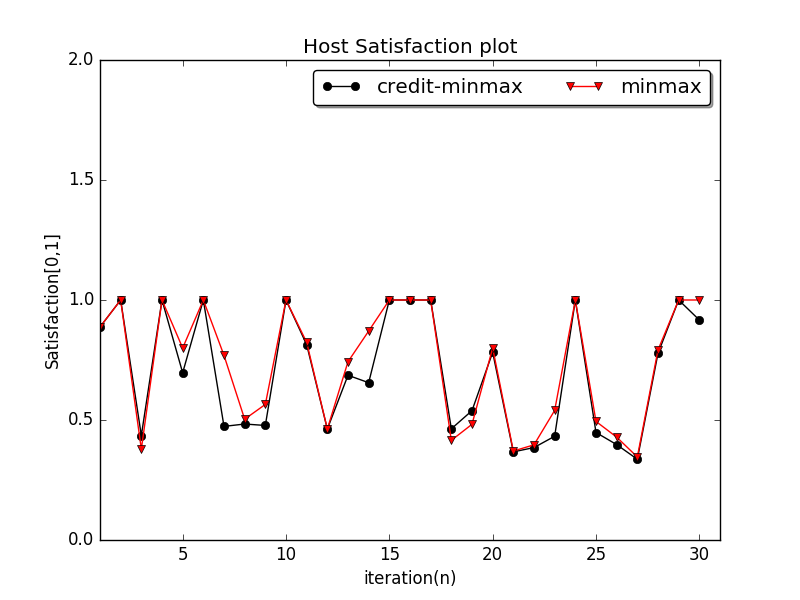 Host Satisfaction plot
credit-minmax minmax
2.0
1.5
1.0
0.5
0.0
Satisfaction[0,1]
5 10 15 20 25 30
iteration(n)